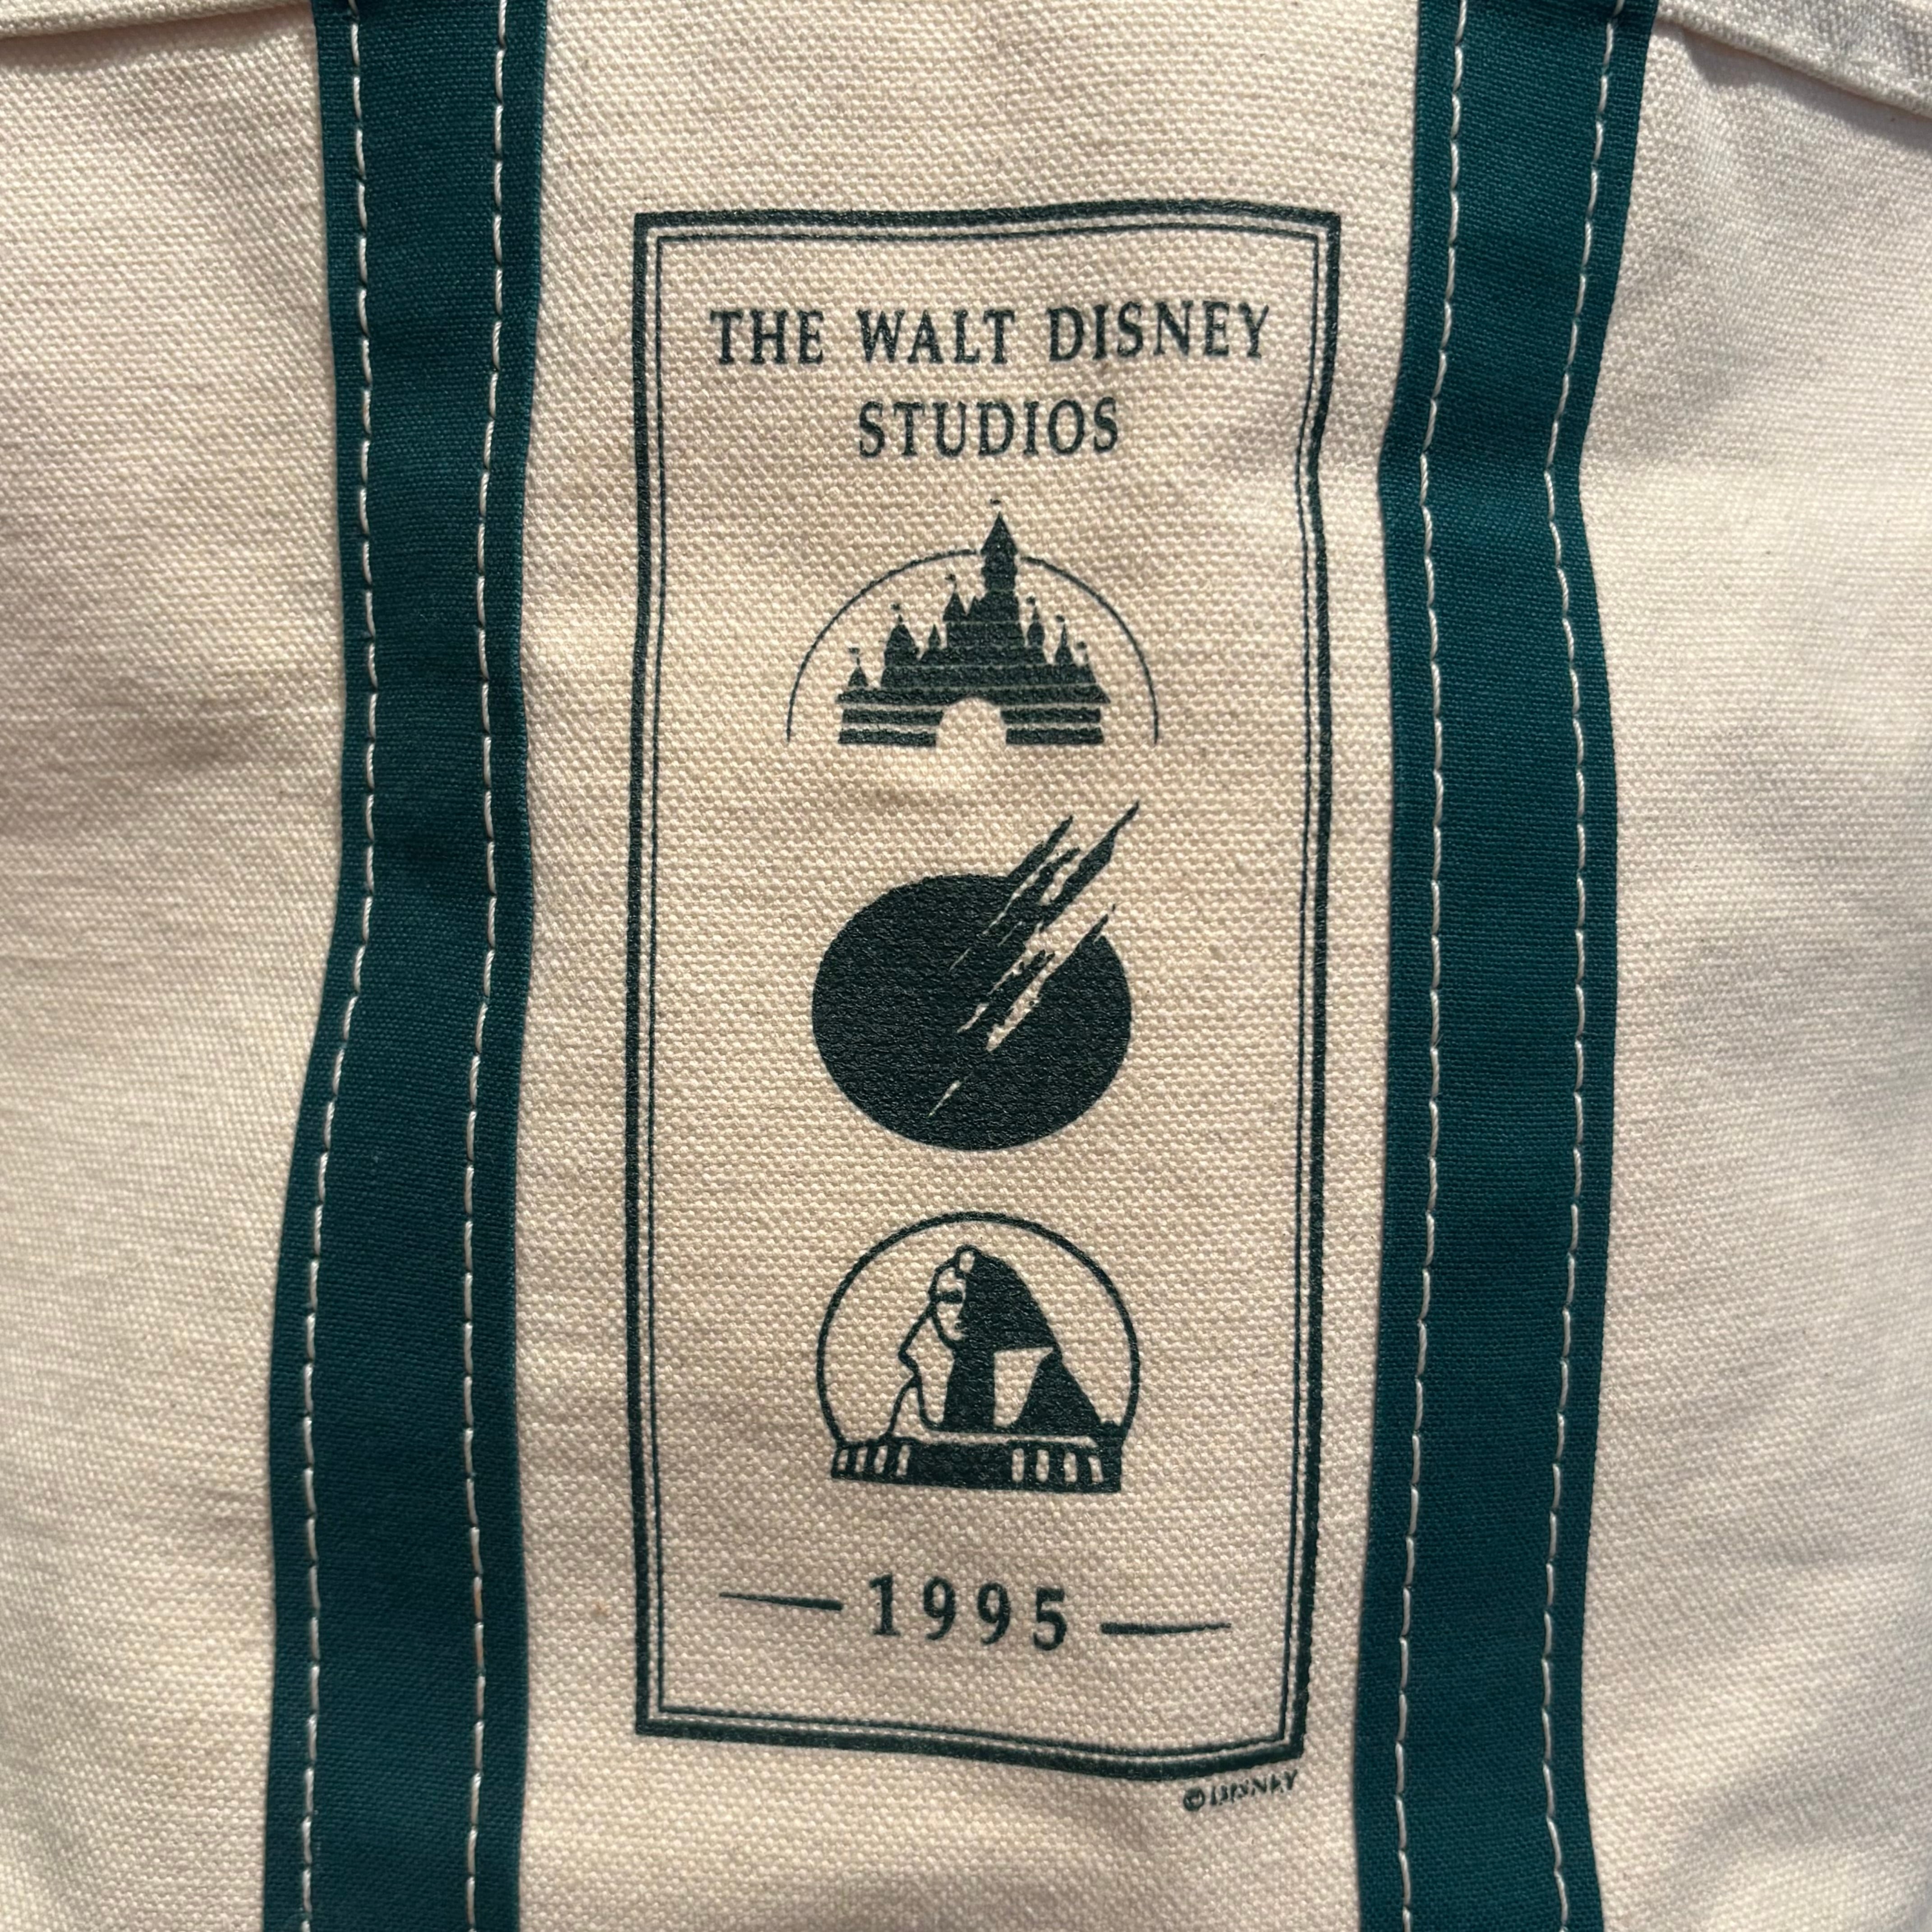 THE WALT DISNEY
STUDIOS
1995
© DISNEY